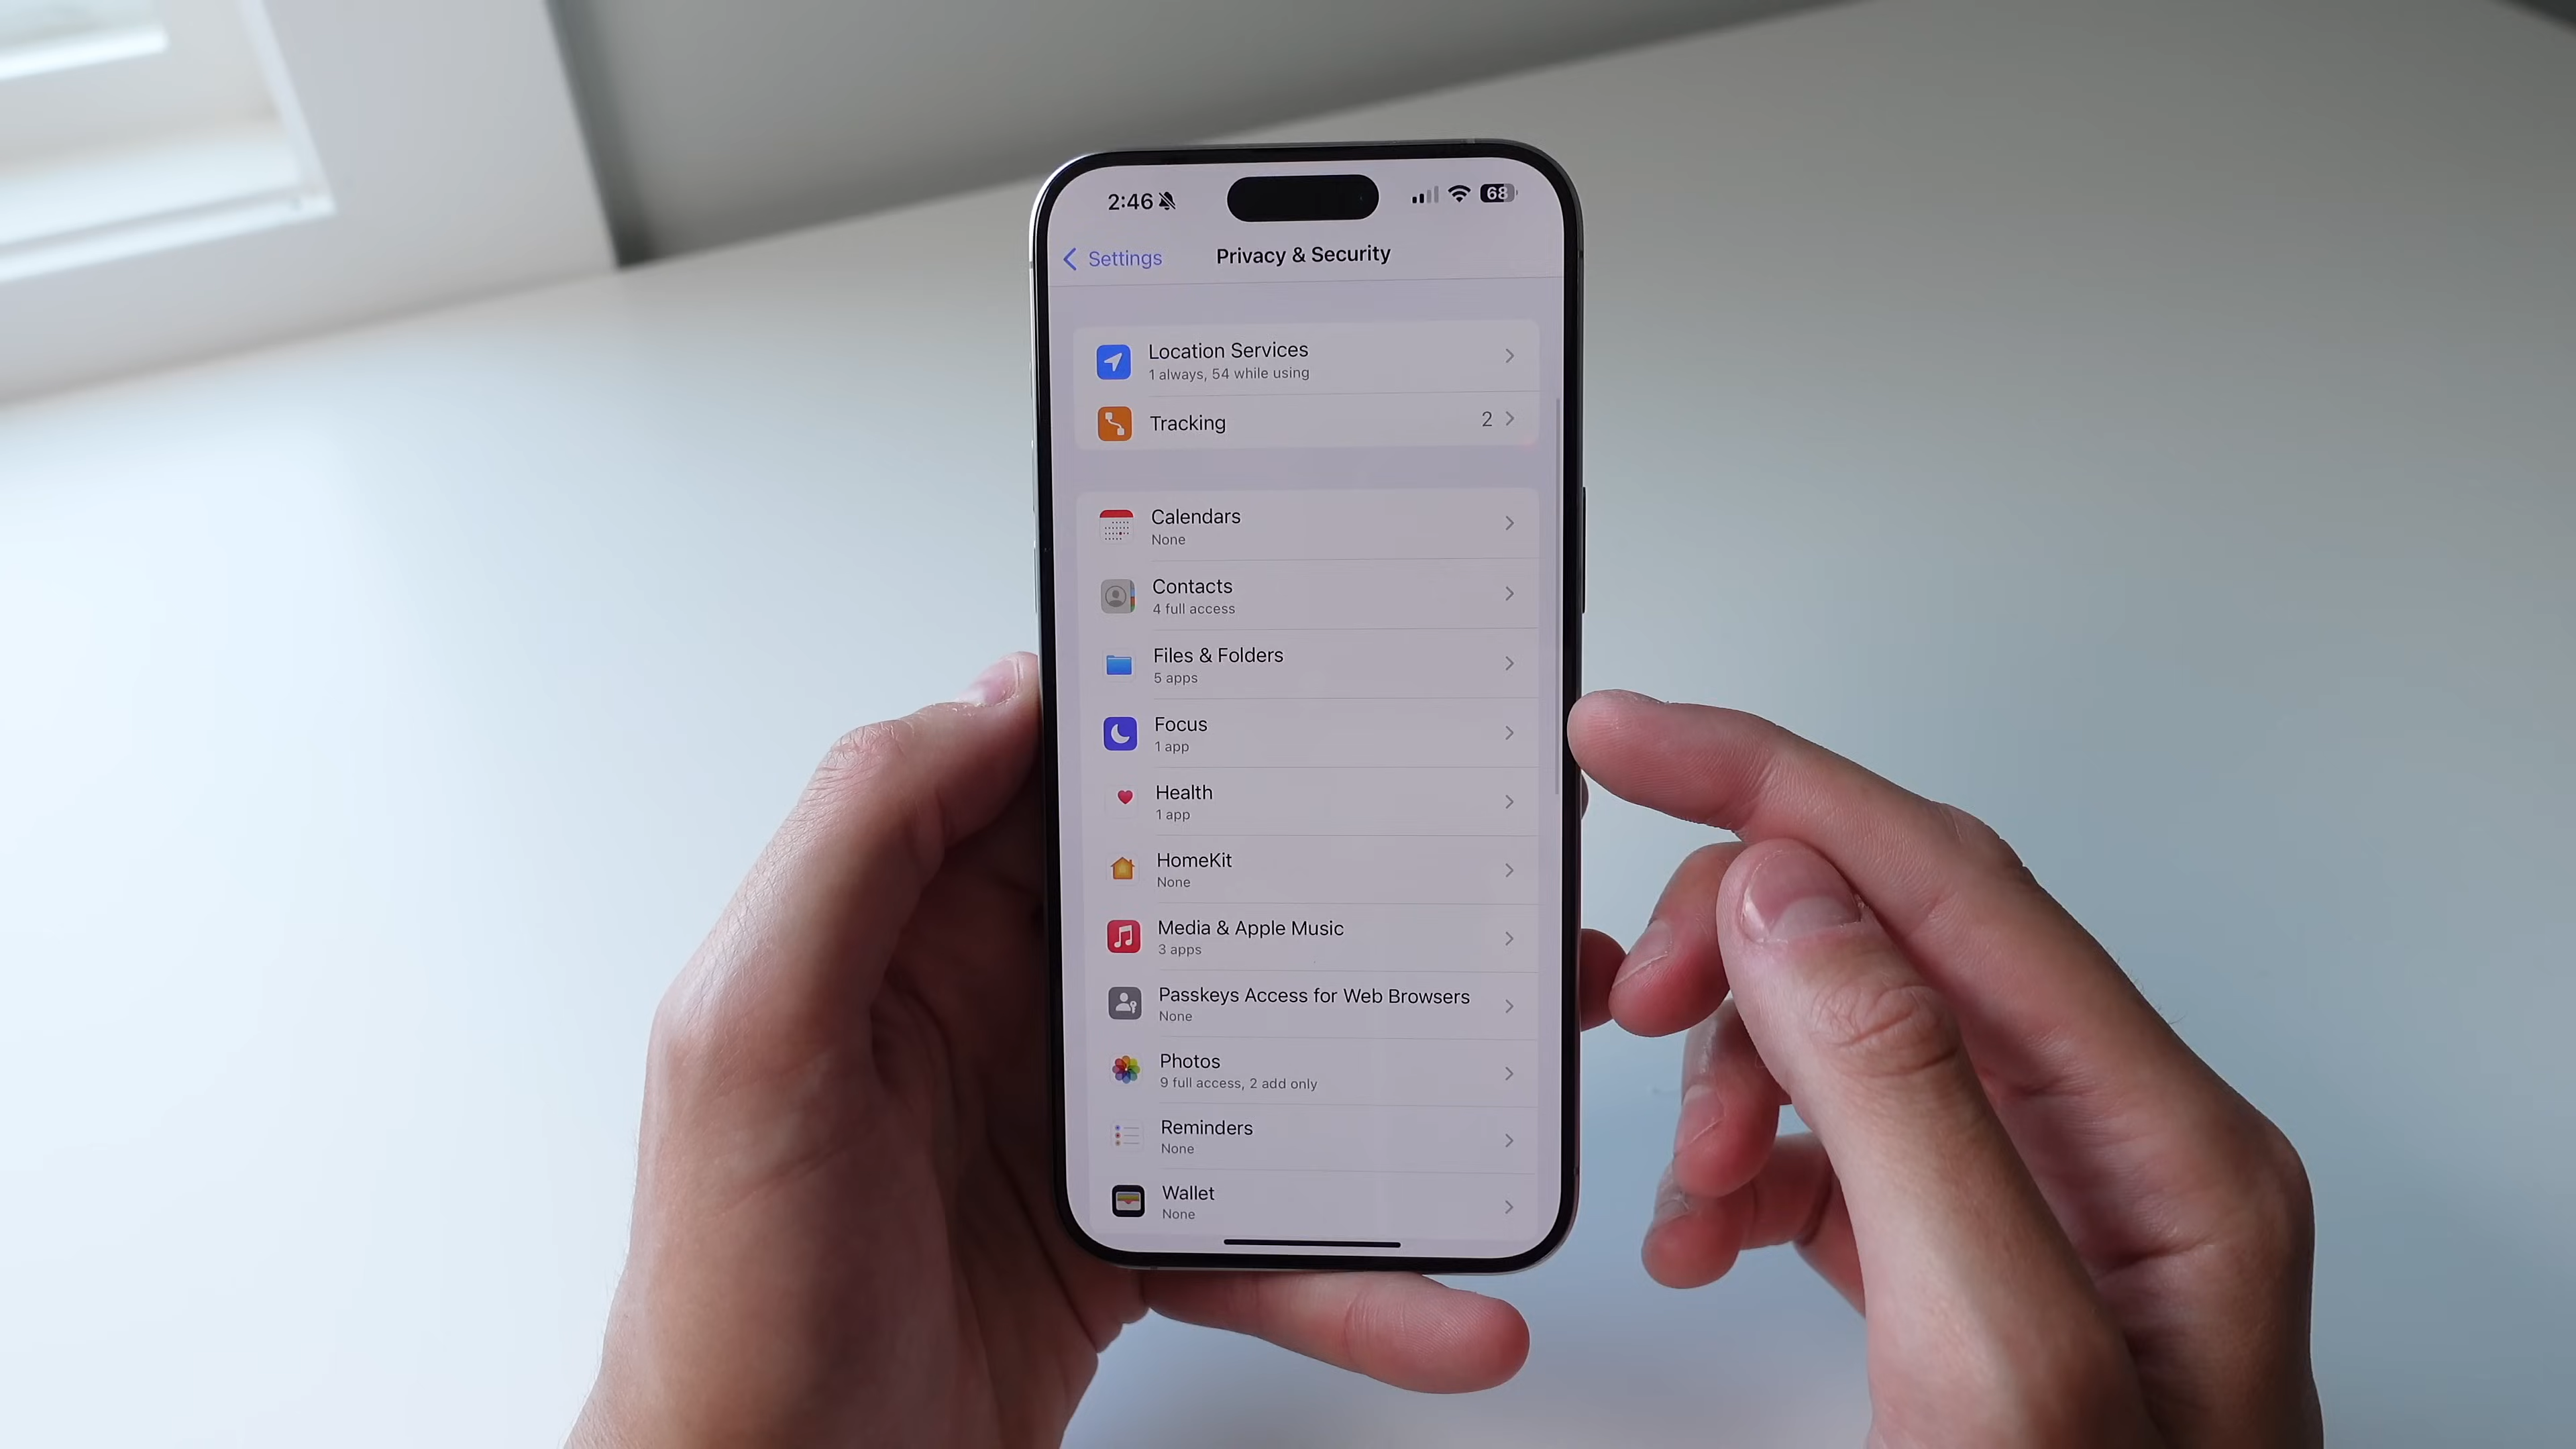 2:46
68
Settings
Privacy & Security
Location Services
1 always, 54 while using
Tracking
2
Calendars
None
Contacts
4 full access
Files & Folders
5 apps
Focus
1 app
Health
1 app
HomeKit
None
Media & Apple Music
3 apps
Passkeys Access for Web Browsers
None
Photos
9 full access, 2 add only
Reminders
None
Wallet
None